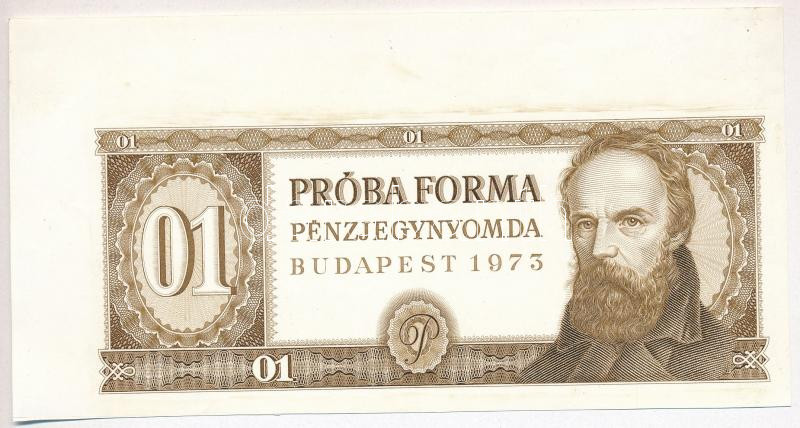 01 01 01
PRÓBA FORMA
PÉNZJEGYNYOMDA
BUDAPEST 1973
01
P
01